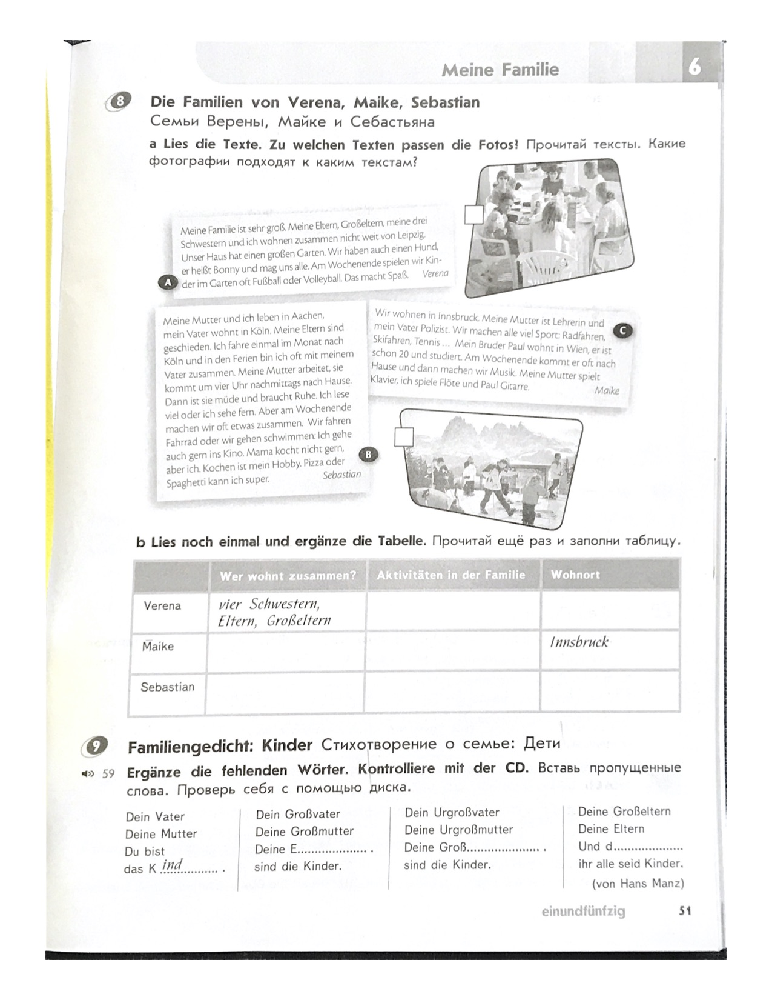 Meine Familie 6
8 Die Familien von Verena, Maike, Sebastian
Семьи Верены, Майке и Себастьяна
a Lies die Texte. Zu welchen Texten passen die Fotos? Прочитай тексты. Какие
фотографии подходят к каким текстам?
Meine Familie ist sehr groß. Meine Eltern, Großeltern, meine drei
Schwestern und ich wohnen zusammen nicht weit von Leipzig.
Unser Haus hat einen großen Garten. Wir haben auch einen Hund,
er heißt Bonny und mag uns alle. Am Wochenende spielen wir Kin-
der im Garten oft Fußball oder Volleyball. Das macht Spaß. Verena
A
Meine Mutter und ich leben in Aachen,
mein Vater wohnt in Köln. Meine Eltern sind
geschieden. Ich fahre einmal im Monat nach
Köln und in den Ferien bin ich oft mit meinem
Vater zusammen. Meine Mutter arbeitet, sie
kommt um vier Uhr nachmittags nach Hause.
Dann ist sie müde und braucht Ruhe. Ich lese
viel oder ich sehe fern. Aber am Wochenende
machen wir oft etwas zusammen. Wir fahren
Fahrrad oder wir gehen schwimmen. Ich gehe
auch gern ins Kino. Mama kocht nicht gern,
aber ich. Kochen ist mein Hobby. Pizza oder
Spaghetti kann ich super. Sebastian
B
Wir wohnen in Innsbruck. Meine Mutter ist Lehrerin und
mein Vater Polizist. Wir machen alle viel Sport: Radfahren,
Skifahren, Tennis ... Mein Bruder Paul wohnt in Wien, er ist
schon 20 und studiert. Am Wochenende kommt er oft nach
Hause und dann machen wir Musik. Meine Mutter spielt
Klavier, ich spiele Flöte und Paul Gitarre.
Maike
C
b Lies noch einmal und ergänze die Tabelle. Прочитай ещё раз и заполни таблицу.
Wer wohnt zusammen? Aktivitäten in der Familie Wohnort
Verena vier Schwestern,
Eltern, Großeltern
Maike Innsbruck
Sebastian
9 Familiengedicht: Kinder Стихотворение о семье: Дети
59 Ergänze die fehlenden Wörter. Kontrolliere mit der CD. Вставь пропущенные
слова. Проверь себя с помощью диска.
Dein Vater
Deine Mutter
Du bist
das K ind.............. .
Dein Großvater
Deine Großmutter
Deine E..................... .
sind die Kinder.
Dein Urgroßvater
Deine Urgroßmutter
Deine Groß...................... .
sind die Kinder.
Deine Großeltern
Deine Eltern
Und d....................
ihr alle seid Kinder.
(von Hans Manz)
einundfünfzig 51